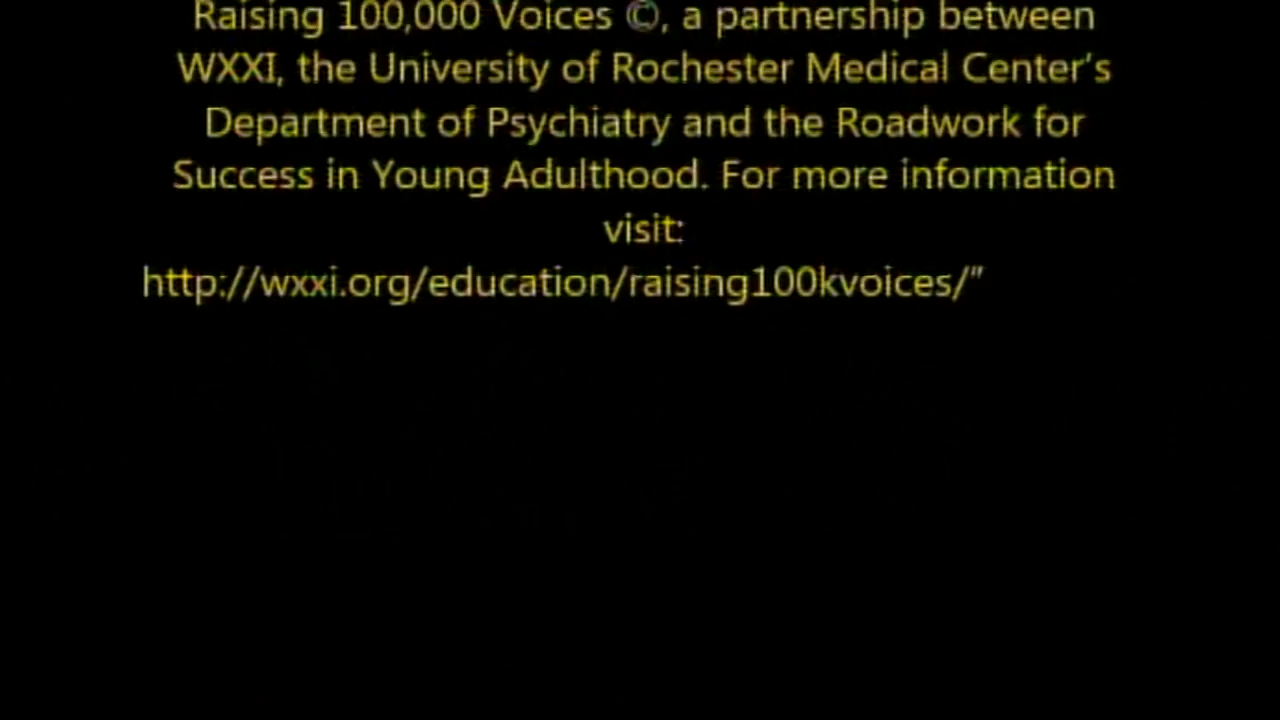 Raising 100,000 Voices ©, a partnership between
WXXI, the University of Rochester Medical Center’s
Department of Psychiatry and the Roadwork for
Success in Young Adulthood. For more information
visit:
http://wxxi.org/education/raising100kvoices/”